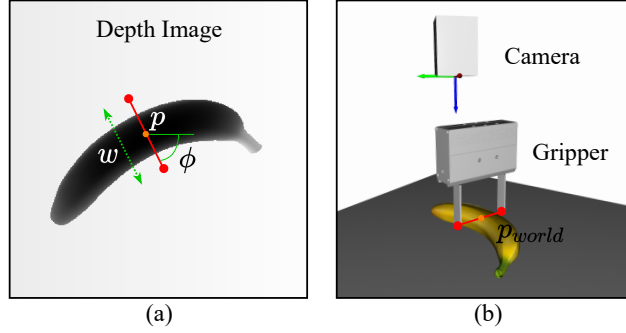 Depth Image
p
w
ϕ
(a)
Camera
Gripper
p_world
(b)